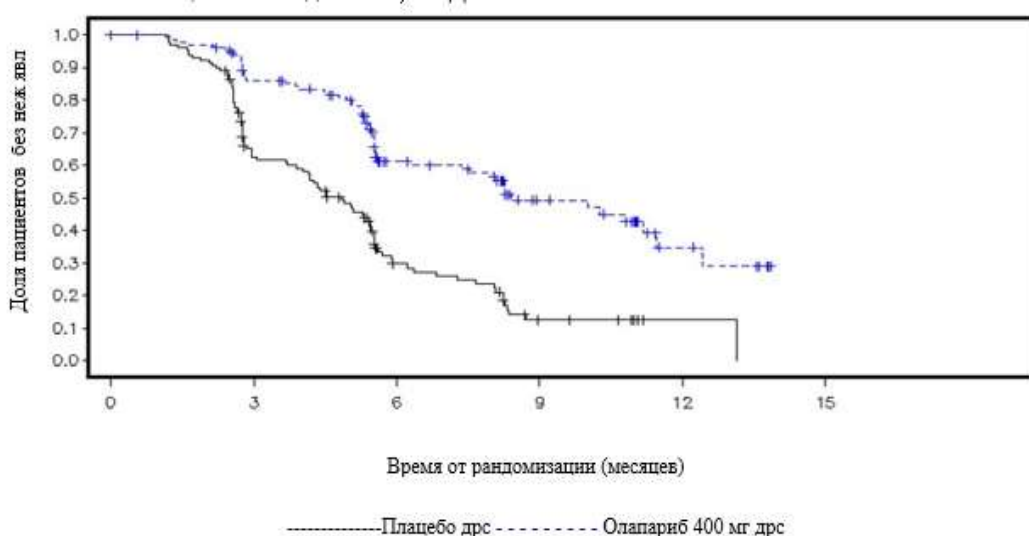 Доля пациентов без неж явл
1.0
0.9
0.8
0.7
0.6
0.5
0.4
0.3
0.2
0.1
0.0
0 3 6 9 12 15
Время от рандомизации (месяцев)
--------------Плацебо дрс - - - - - - - - - Олапариб 400 мг дрс